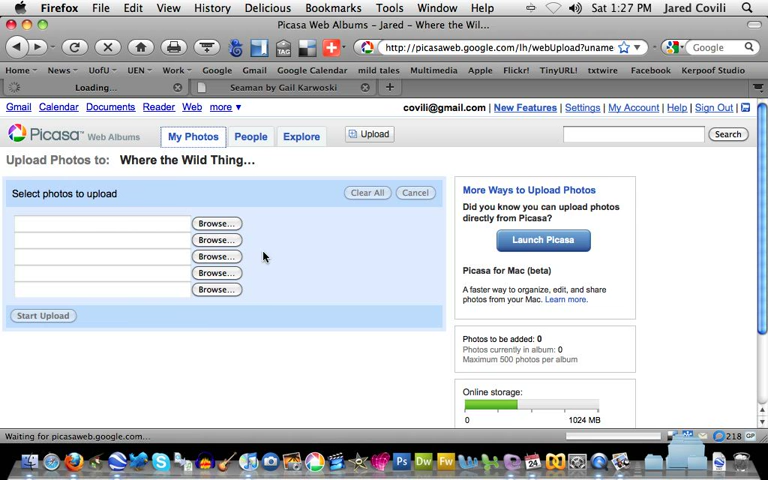 Firefox File Edit View History Delicious Bookmarks Tools Window Help Sat 1:27 PM Jared Covili
Picasa Web Albums - Jared - Where the Wil...
http://picasaweb.google.com/lh/webUpload?uname
Google
Home News UofU UEN Work Google Gmail Google Calendar mild tales Multimedia Apple Flickr! TinyURL! txtwire Facebook Kerpoof Studio
Loading... Seaman by Gail Karwoski
Gmail Calendar Documents Reader Web more ▼ covili@gmail.com | New Features | Settings | My Account | Help | Sign Out |
Picasa™ Web Albums My Photos People Explore Upload Search
Upload Photos to: Where the Wild Thing...
Select photos to upload Clear All Cancel
Browse...
Browse...
Browse...
Browse...
Browse...
Start Upload
More Ways to Upload Photos
Did you know you can upload photos
directly from Picasa?
Launch Picasa
Picasa for Mac (beta)
A faster way to organize, edit, and share
photos from your Mac. Learn more.
Photos to be added: 0
Photos currently in album: 0
Maximum 500 photos per album
Online storage:
0 1024 MB
Waiting for picasaweb.google.com...
218
Ps Dw Fw 24